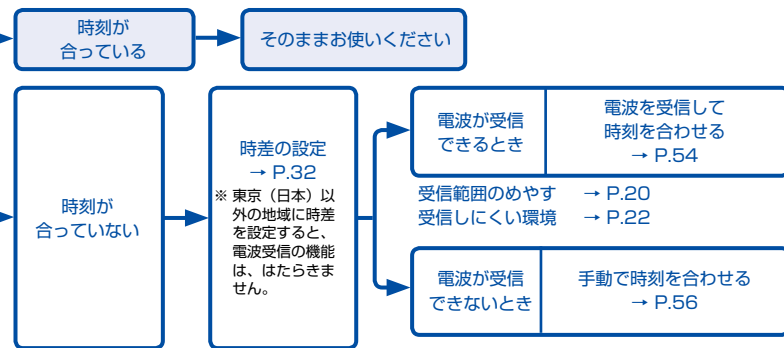 時刻が
合っている
そのままお使いください
時刻が
合っていない
時差の設定
→ P.32
※ 東京（日本）以
外の地域に時差
を設定すると、
電波受信の機能
は、はたらきま
せん。
電波が受信
できるとき
電波を受信して
時刻を合わせる
→ P.54
受信範囲のめやす → P.20
受信しにくい環境 → P.22
電波が受信
できないとき
手動で時刻を合わせる
→ P.56